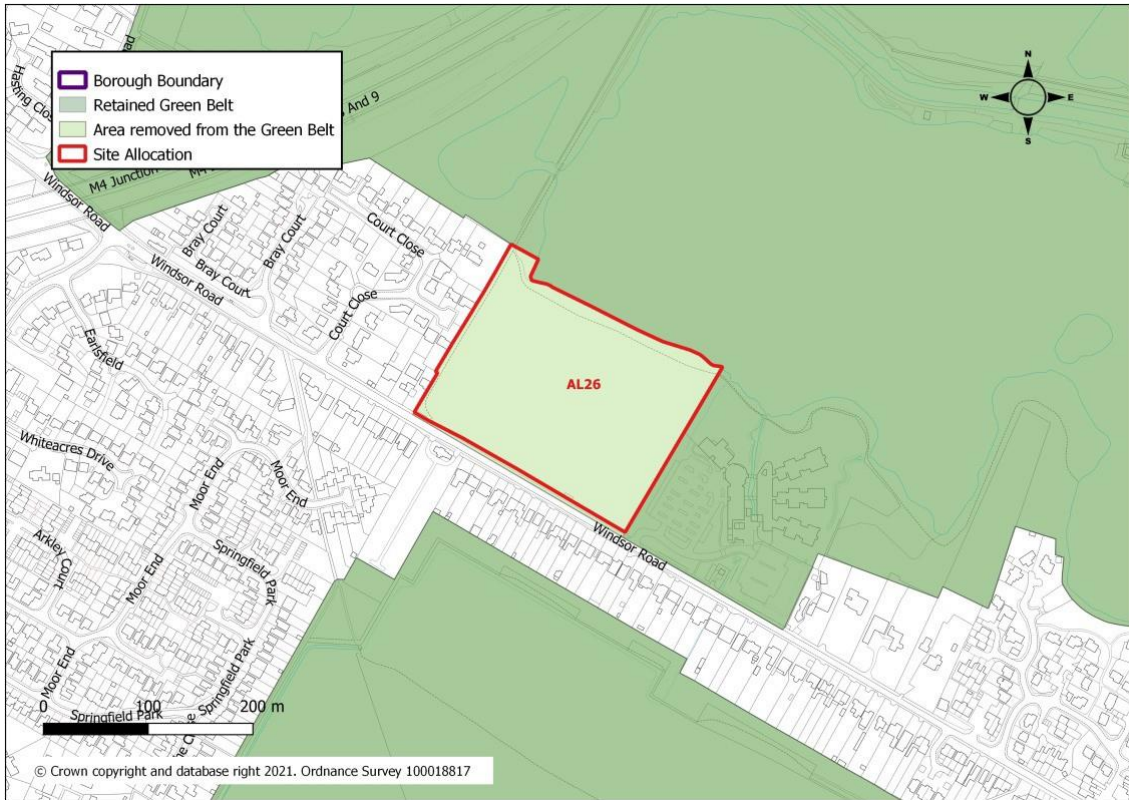 Borough Boundary
Retained Green Belt
Area removed from the Green Belt
Site Allocation
N
W
E
S
And 9
M4 Junction
Windsor Road
Bray Court
Bray Court
Court Close
Bray Court
Windsor Road
Court Close
Earlsfield
AL26
Whiteacres Drive
Moor End
Moor End
Windsor Road
Arkley Court
Springfield Park
Moor End
Moor End
Springfield Park
Springfield Park
0 100 200 m
© Crown copyright and database right 2021. Ordnance Survey 100018817